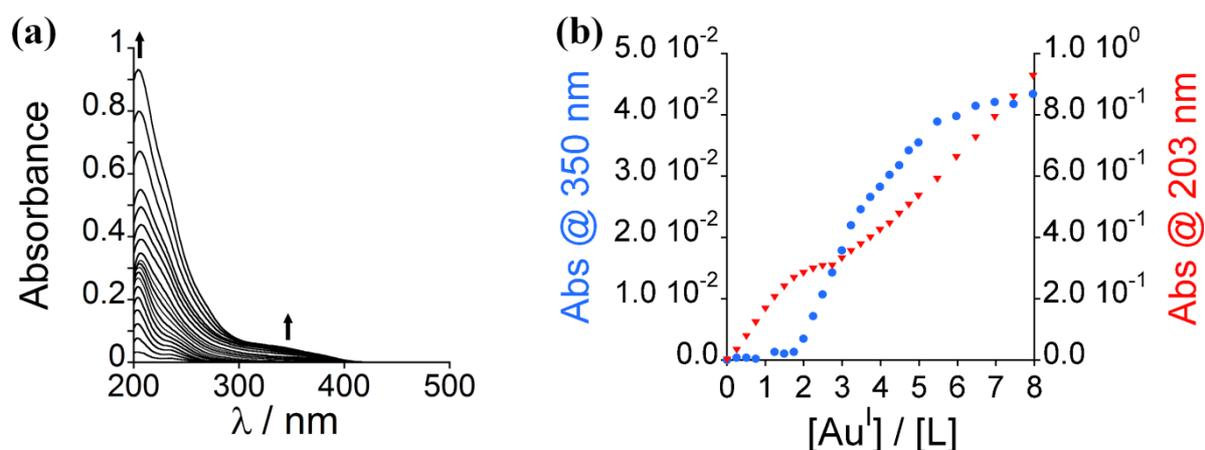 (a)
1
0.8
0.6
0.4
0.2
0
Absorbance
200 300 400 500
λ / nm
(b)
5.0 10⁻²
4.0 10⁻²
3.0 10⁻²
2.0 10⁻²
1.0 10⁻²
0.0
Abs @ 350 nm
1.0 10⁰
8.0 10⁻¹
6.0 10⁻¹
4.0 10⁻¹
2.0 10⁻¹
0.0
Abs @ 203 nm
0 1 2 3 4 5 6 7 8
[Auᴵ] / [L]